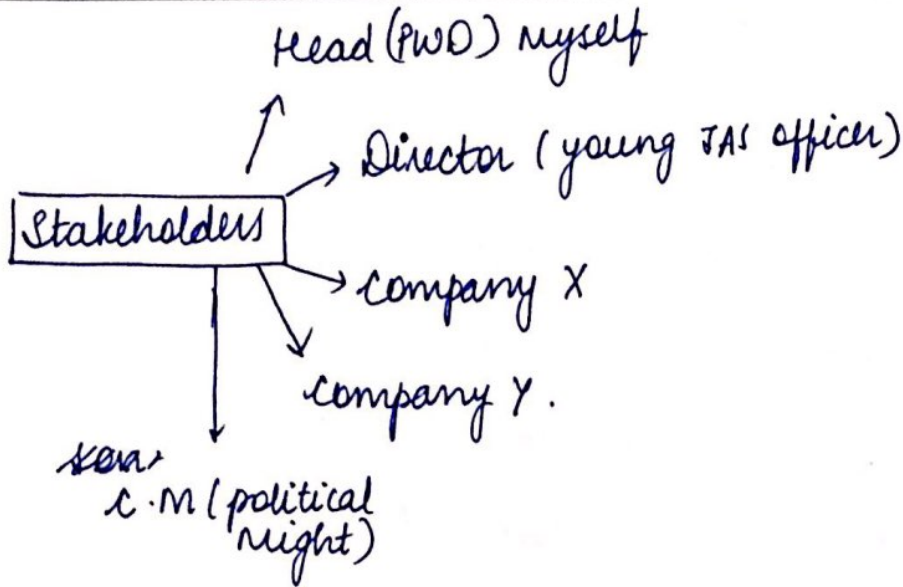 Head (PWD) Myself
Director (young IAS officer)
Stakeholders
Company X
Company Y.
C.M (political
Might)